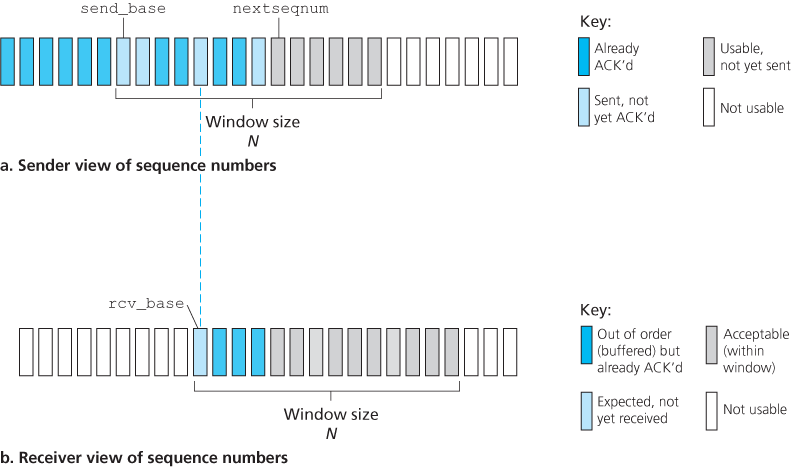 send_base
nextseqnum
Key:
Already
ACK'd
Usable,
not yet sent
Sent, not
yet ACK'd
Not usable
Window size
N
a. Sender view of sequence numbers
rcv_base
Key:
Out of order
(buffered) but
already ACK'd
Acceptable
(within
window)
Expected, not
yet received
Not usable
Window size
N
b. Receiver view of sequence numbers